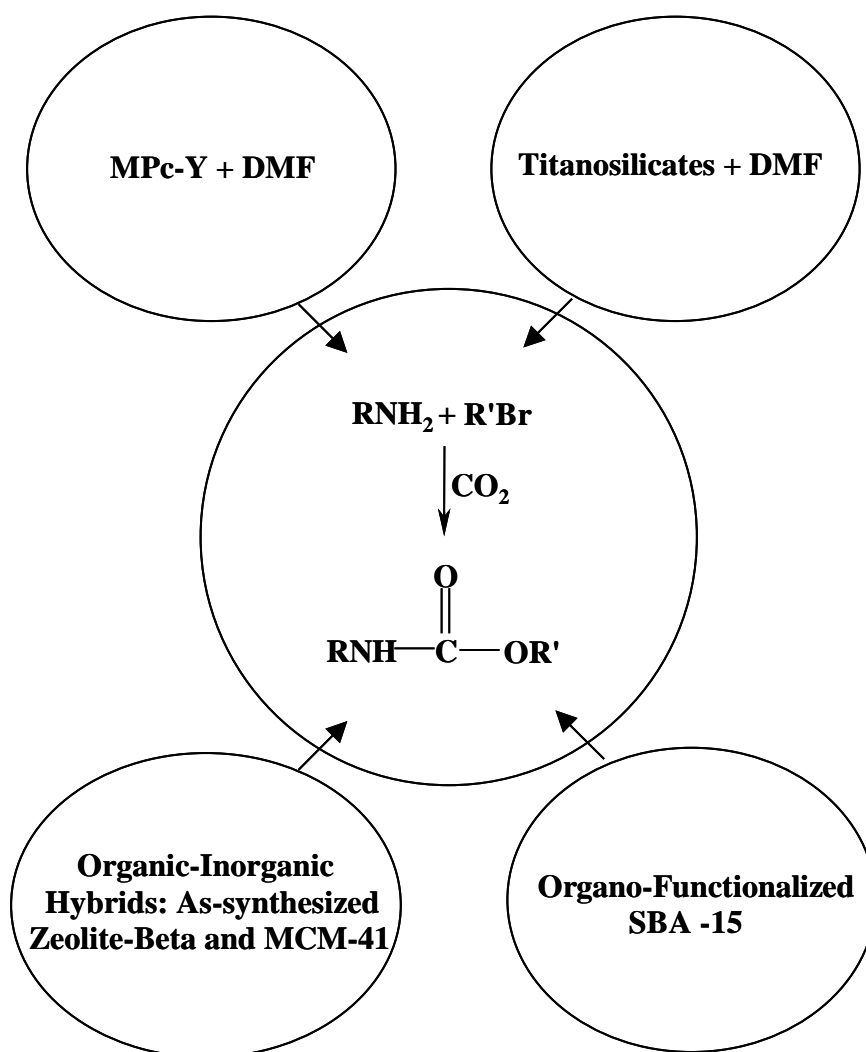 MPc-Y + DMF
Titanosilicates + DMF
RNH2 + R'Br
CO2
O
RNH C OR'
Organic-Inorganic
Hybrids: As-synthesized
Zeolite-Beta and MCM-41
Organo-Functionalized
SBA -15